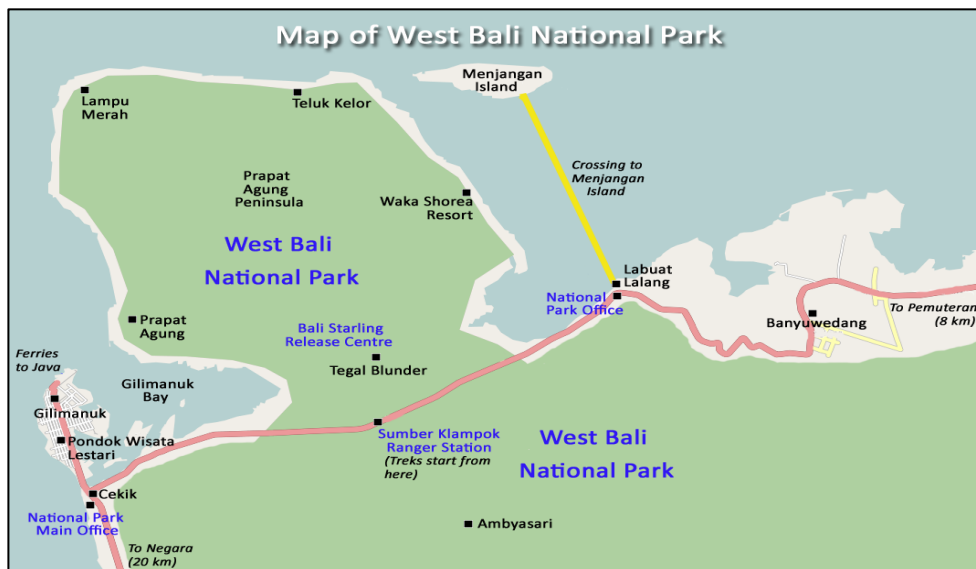 Map of West Bali National Park
Menjangan
Island
Lampu
Merah
Teluk Kelor
Crossing to
Menjangan
Island
Prapat
Agung
Peninsula
Waka Shorea
Resort
West Bali
National Park
Labuat
Lalang
National
Park Office
To Pemuteran
(8 km)
Banyuwedang
Prapat
Agung
Bali Starling
Release Centre
Tegal Blunder
Ferries
to Java
Gilimanuk
Bay
Gilimanuk
Pondok Wisata
Lestari
Sumber Klampok
Ranger Station
(Treks start from
here)
West Bali
National Park
Cekik
National Park
Main Office
Ambyasari
To Negara
(20 km)